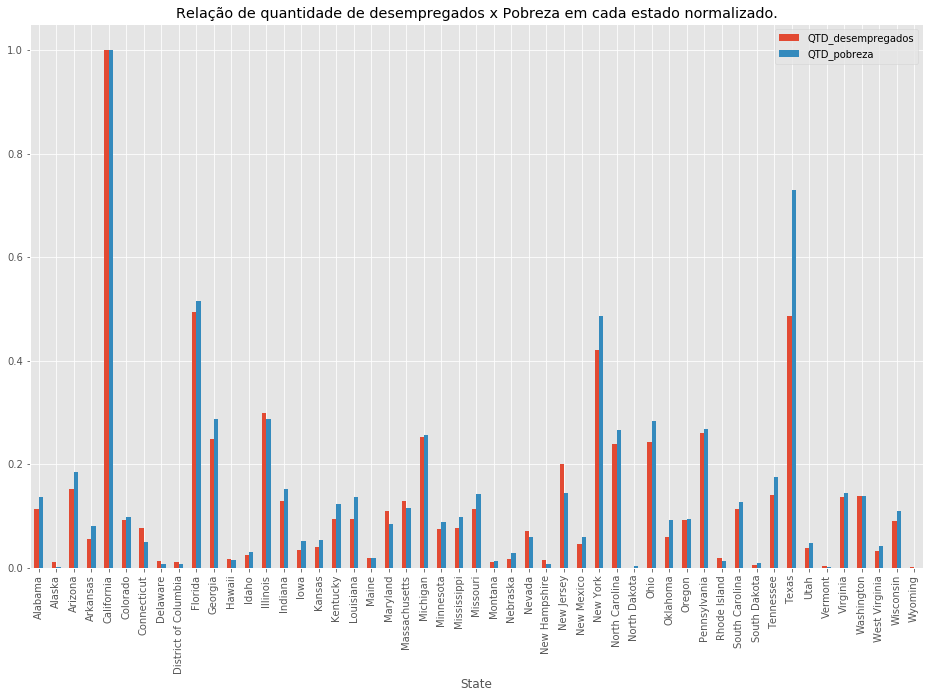 Relação de quantidade de desempregados x Pobreza em cada estado normalizado.
QTD_desempregados
QTD_pobreza
1.0
0.8
0.6
0.4
0.2
0.0
Alabama
Alaska
Arizona
Arkansas
California
Colorado
Connecticut
Delaware
District of Columbia
Florida
Georgia
Hawaii
Idaho
Illinois
Indiana
Iowa
Kansas
Kentucky
Louisiana
Maine
Maryland
Massachusetts
Michigan
Minnesota
Mississippi
Missouri
Montana
Nebraska
Nevada
New Hampshire
New Jersey
New Mexico
New York
North Carolina
North Dakota
Ohio
Oklahoma
Oregon
Pennsylvania
Rhode Island
South Carolina
South Dakota
Tennessee
Texas
Utah
Vermont
Virginia
Washington
West Virginia
Wisconsin
Wyoming
State